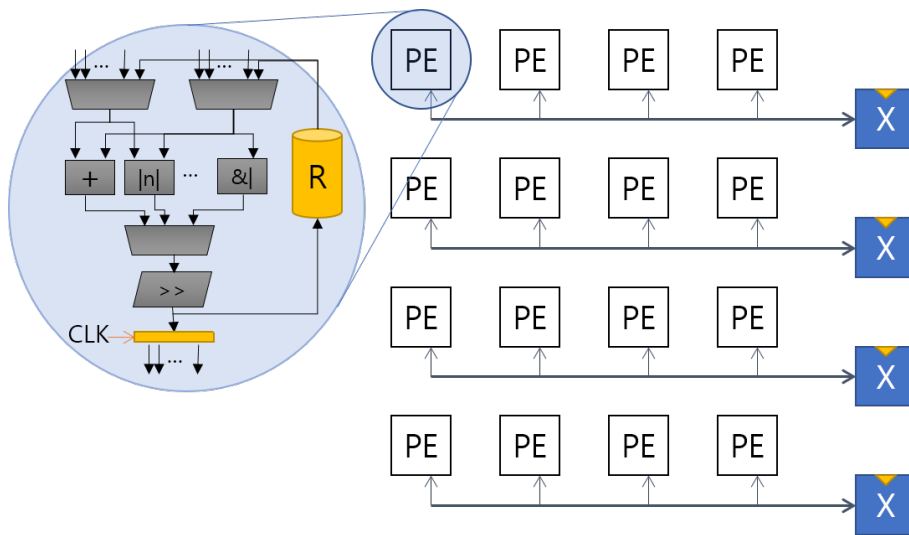 ... ...
+ |n| ... &|
R
> >
CLK
...
PE PE PE PE
X
PE PE PE PE
X
PE PE PE PE
X
PE PE PE PE
X